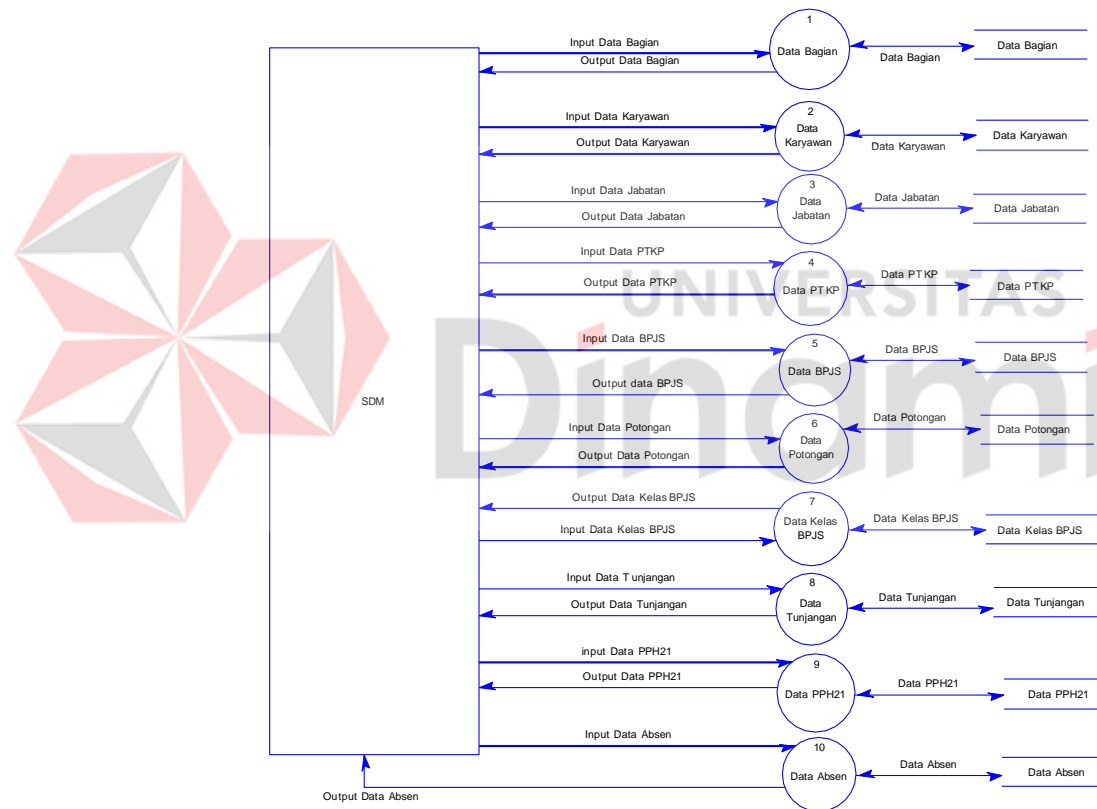 1
Input Data Bagian
Data Bagian
Data Bagian
Output Data Bagian
Data Bagian
2
Input Data Karyawan
Data
Karyawan
Data Karyawan
Output Data Karyawan
Data Karyawan
3
Input Data Jabatan
Data
Jabatan
Data Jabatan
Data Jabatan
Output Data Jabatan
4
Input Data PTKP
Data PTKP
Data PTKP
Data PTKP
Output Data PTKP
UNIVERSITAS
Dinami
5
Input Data BPJS
Data BPJS
Data BPJS
Data BPJS
Output data BPJS
SDM
6
Input Data Potongan
Data
Potongan
Data Potongan
Data Potongan
Output Data Potongan
7
Output Data Kelas BPJS
Data Kelas
BPJS
Data Kelas BPJS
Data Kelas BPJS
Input Data Kelas BPJS
8
Input Data Tunjangan
Data
Tunjangan
Data Tunjangan
Data Tunjangan
Output Data Tunjangan
9
input Data PPH21
Data PPH21
Data PPH21
Data PPH21
Output Data PPH21
10
Input Data Absen
Data Absen
Data Absen
Data Absen
Output Data Absen